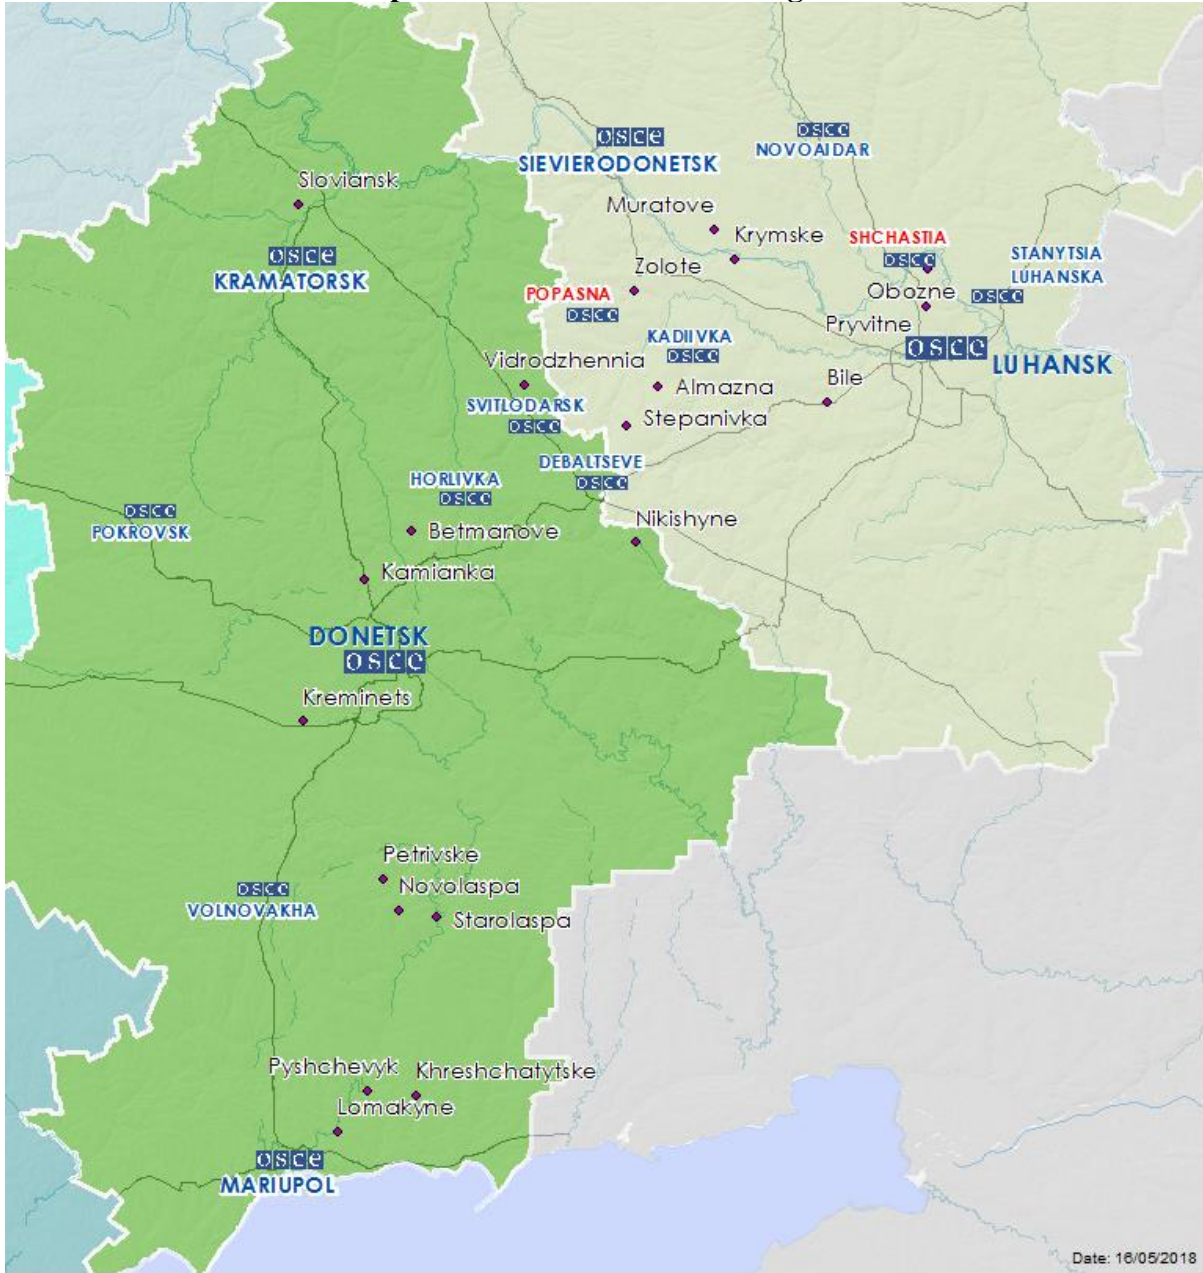 osce
SIEVIERODONETSK
osce
NOVOAIDAR
Sloviansk
Muratove
Krymske
SHCHASTIA
osce
STANYTSIA
LUHANSKA
osce
osce
KRAMATORSK
Zolote
Obozne
POPASNA
osce
Pryvitne
KADIIVKA
osce
osce
LUHANSK
Vidrodzhennia
Almazna
Bile
SVITLODARSK
osce
Stepanivka
DEBALTSEVE
osce
HORLIVKA
osce
osce
POKROVSK
Betmanove
Nikishyne
Kamianka
DONETSK
osce
Kreminets
Petrivske
Novolaspa
osce
VOLNOVAKHA
Starolaspa
Pyshchevyk
Khreshchatytske
Lomakyne
osce
MARIUPOL
Date: 16/05/2018